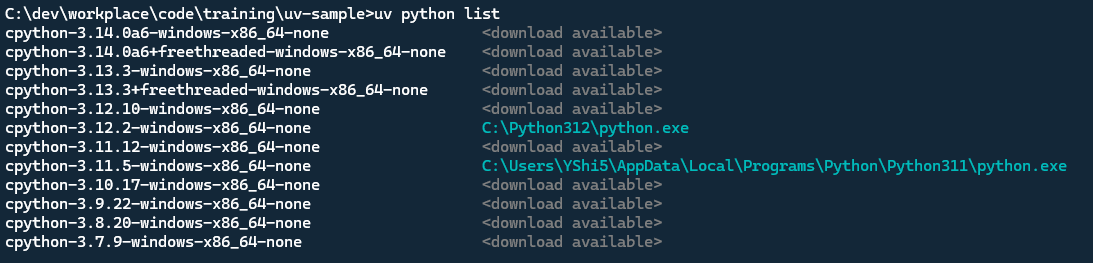 C:\dev\workplace\code\training\uv-sample>uv python list
cpython-3.14.0a6-windows-x86_64-none <download available>
cpython-3.14.0a6+freethreaded-windows-x86_64-none <download available>
cpython-3.13.3-windows-x86_64-none <download available>
cpython-3.13.3+freethreaded-windows-x86_64-none <download available>
cpython-3.12.10-windows-x86_64-none <download available>
cpython-3.12.2-windows-x86_64-none C:\Python312\python.exe
cpython-3.11.12-windows-x86_64-none <download available>
cpython-3.11.5-windows-x86_64-none C:\Users\YShi5\AppData\Local\Programs\Python\Python311\python.exe
cpython-3.10.17-windows-x86_64-none <download available>
cpython-3.9.22-windows-x86_64-none <download available>
cpython-3.8.20-windows-x86_64-none <download available>
cpython-3.7.9-windows-x86_64-none <download available>